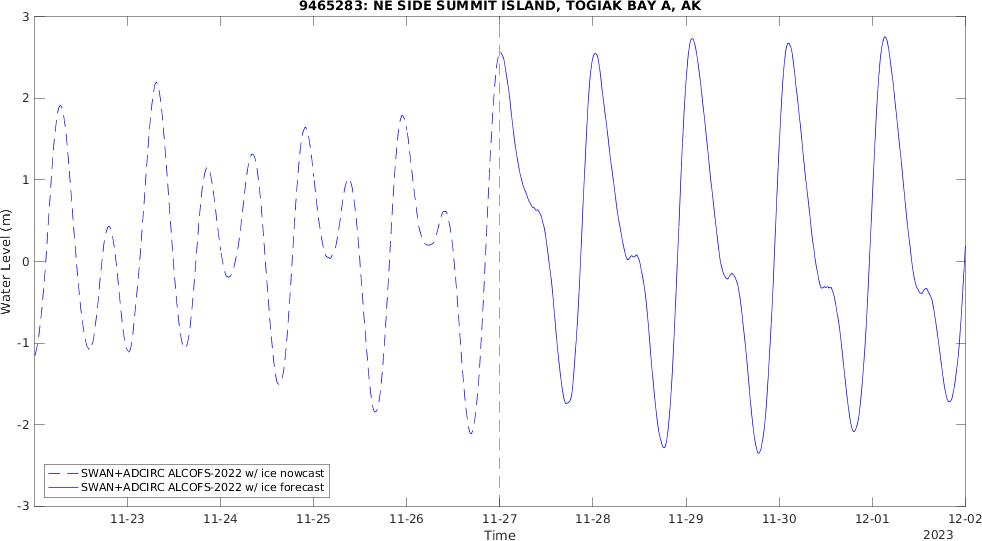 9465283: NE SIDE SUMMIT ISLAND, TOGIAK BAY A, AK
Water Level (m)
3
2
1
0
-1
-2
-3
SWAN+ADCIRC ALCOFS-2022 w/ ice nowcast
SWAN+ADCIRC ALCOFS-2022 w/ ice forecast
11-23 11-24 11-25 11-26 11-27 11-28 11-29 11-30 12-01 12-02
Time
2023